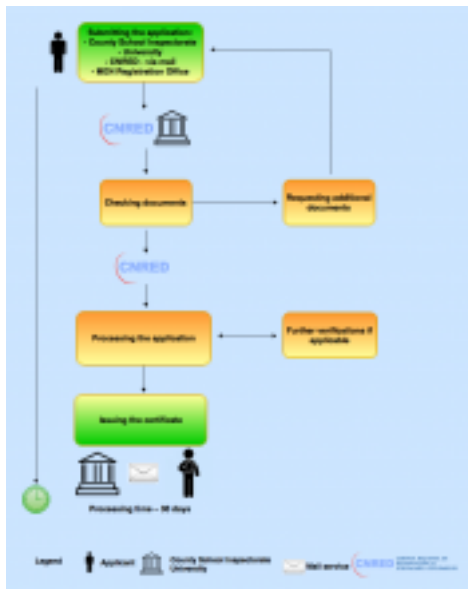 Submitting the application:
- County School Inspectorate
- University
- CNRED - via mail
- Registration Office
CNRED
Checking documents
Requesting additional
documents
CNRED
Processing the application
Further verifications if
applicable
Issuing the certificate
Processing time – days
Legend
Applicant
County School Inspectorate
University
Mail service
CNRED